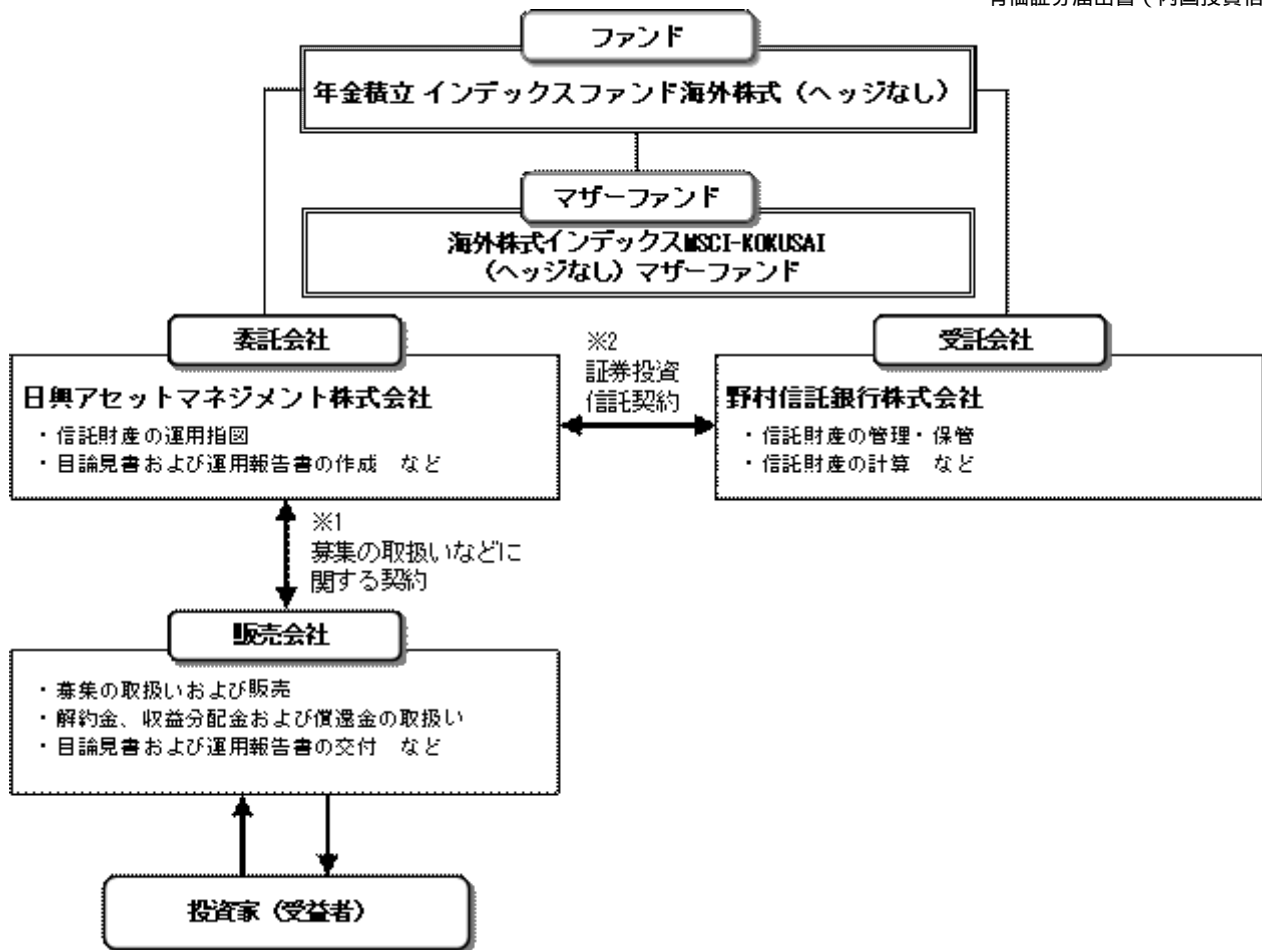 ファンド
年金積立 インデックスファンド海外株式（ヘッジなし）
マザーファンド
海外株式インデックスMSCI-KOKUSAI
（ヘッジなし）マザーファンド
委託会社
日興アセットマネジメント株式会社
・信託財産の運用指図
・目論見書および運用報告書の作成　など
※2
証券投資
信託契約
受託会社
野村信託銀行株式会社
・信託財産の管理・保管
・信託財産の計算　など
※1
募集の取扱いなどに
関する契約
販売会社
・募集の取扱いおよび販売
・解約金、収益分配金および償還金の取扱い
・目論見書および運用報告書の交付　など
投資家（受益者）